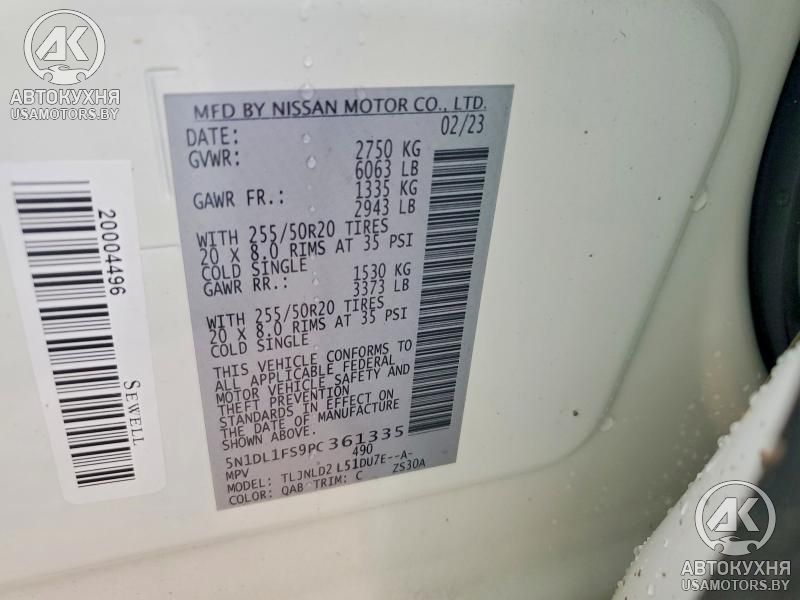 AK
АВТОКУХНЯ
USAMOTORS.BY
MFD BY NISSAN MOTOR CO., LTD.
DATE: 02/23
GVWR: 2750 KG
6063 LB
GAWR FR.: 1335 KG
2943 LB
WITH 255/50R20 TIRES
20 X 8.0 RIMS AT 35 PSI
COLD SINGLE
GAWR RR.: 1530 KG
3373 LB
WITH 255/50R20 TIRES
20 X 8.0 RIMS AT 35 PSI
COLD SINGLE
THIS VEHICLE CONFORMS TO
ALL APPLICABLE FEDERAL
MOTOR VEHICLE SAFETY AND
THEFT PREVENTION
STANDARDS IN EFFECT ON
THE DATE OF MANUFACTURE
SHOWN ABOVE.
5N1DL1FS9PC361335
MPV 490
MODEL: TLJNLD2 L51DU7E--A-
COLOR: QAB TRIM: C ZS30A
20004496
SEWELL
AK
АВТОКУХНЯ
USAMOTORS.BY